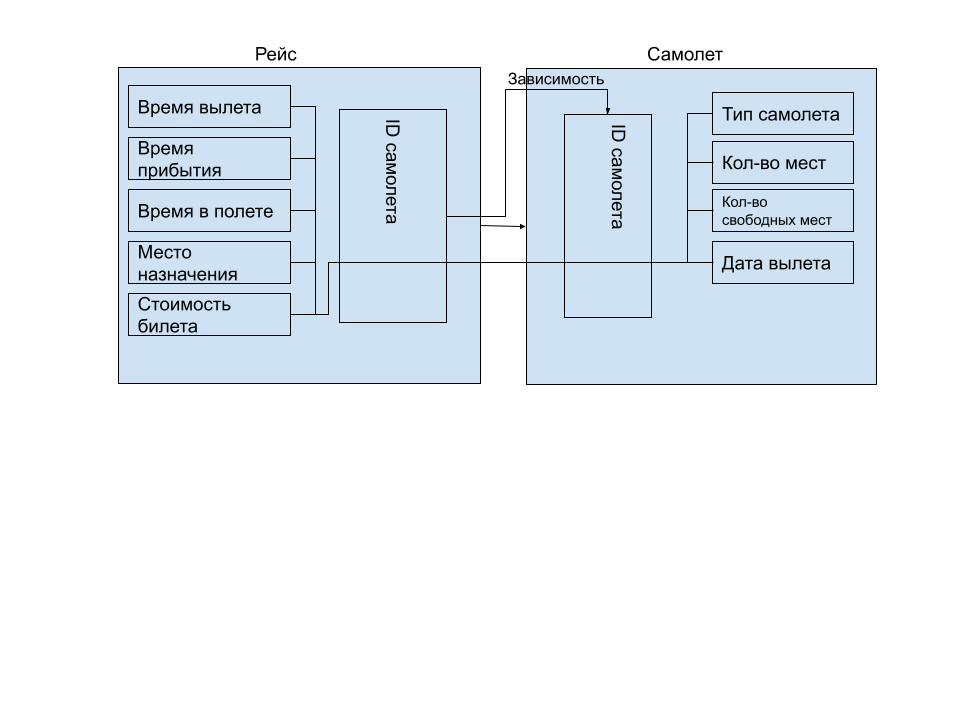 Рейс
Время вылета
Время
прибытия
Время в полете
Место
назначения
Стоимость
билета
ID самолета
Зависимость
Самолет
ID самолета
Тип самолета
Кол-во мест
Кол-во
свободных мест
Дата вылета